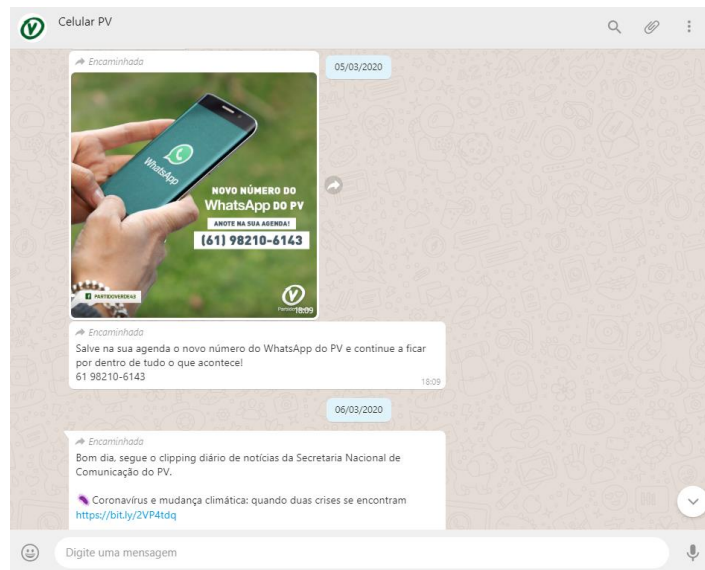 Celular PV
Encaminhada
05/03/2020
WhatsApp
NOVO NÚMERO DO
WhatsApp DO PV
ANOTE NA SUA AGENDA!
(61) 98210-6143
PARTIDOVERDE43
18:09
Encaminhada
Salve na sua agenda o novo número do WhatsApp do PV e continue a ficar
por dentro de tudo o que acontece!
61 98210-6143
18:09
06/03/2020
Encaminhada
Bom dia, segue o clipping diário de notícias da Secretaria Nacional de
Comunicação do PV.
Coronavírus e mudança climática: quando duas crises se encontram
https://bit.ly/2VP4tdq
Digite uma mensagem